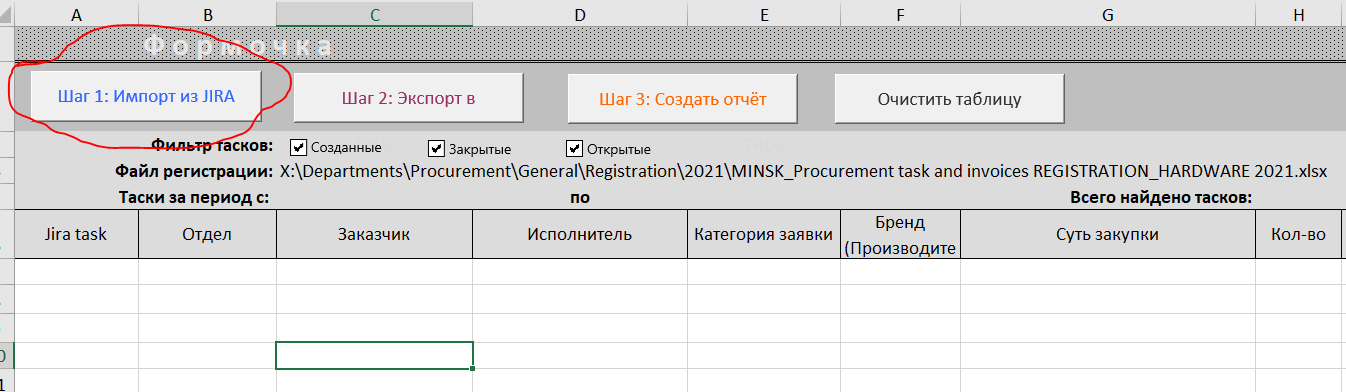 A B C D E F G H
Формочка
Шаг 1: Импорт из JIRA Шаг 2: Экспорт в Шаг 3: Создать отчёт Очистить таблицу
Фильтр тасков: Созданные Закрытые Открытые
Файл регистрации: X:\Departments\Procurement\General\Registration\2021\MINSK_Procurement task and invoices REGISTRATION_HARDWARE 2021.xlsx
Таски за период с: по Всего найдено тасков:
Jira task Отдел Заказчик Исполнитель Категория заявки Бренд (Производите Суть закупки Кол-во